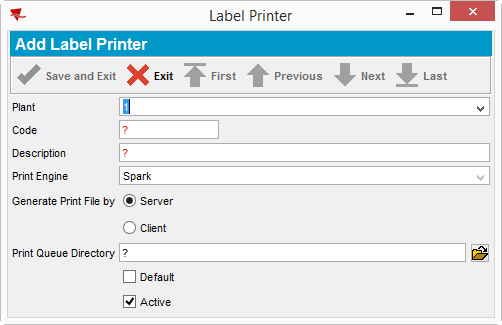 Label Printer
Add Label Printer
Save and Exit Exit First Previous Next Last
Plant 1
Code ?
Description ?
Print Engine Spark
Generate Print File by Server
Client
Print Queue Directory ?
Default
Active